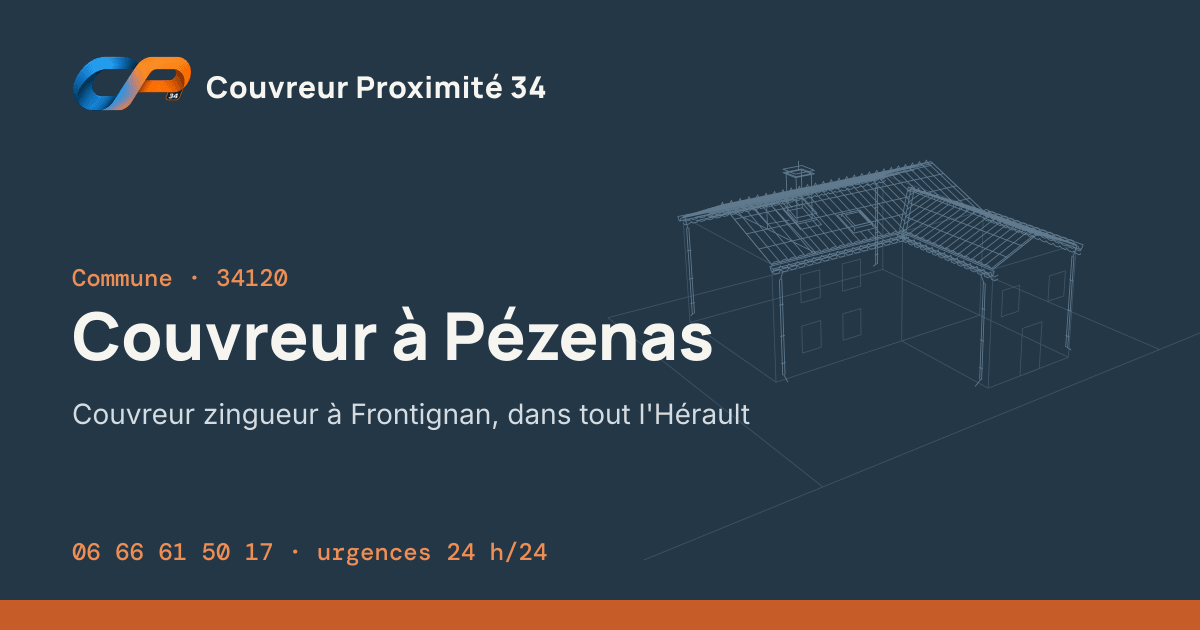 CP
34
Couvreur Proximité 34
Commune · 34120
Couvreur à Pézenas
Couvreur zingueur à Frontignan, dans tout l'Hérault
06 66 61 50 17 · urgences 24 h/24